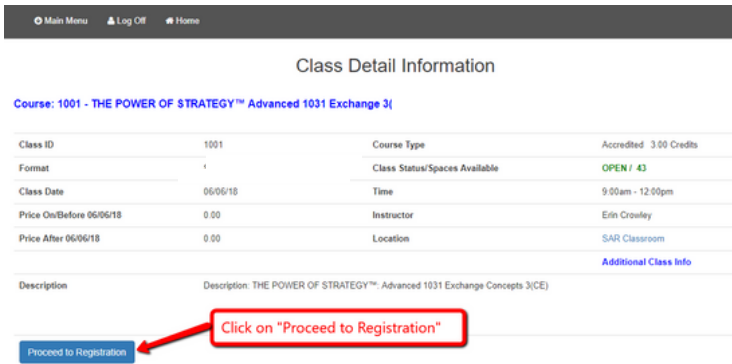 Main Menu Log Off Home
Class Detail Information
Course: 1001 - THE POWER OF STRATEGY™ Advanced 1031 Exchange 3(
Class ID 1001 Course Type Accredited 3.00 Credits
Format Class Status/Spaces Available OPEN / 43
Class Date 06/06/18 Time 9:00am - 12:00pm
Price On/Before 06/06/18 0.00 Instructor Erin Crowley
Price After 06/06/18 0.00 Location SAR Classroom
Additional Class Info
Description Description: THE POWER OF STRATEGY™: Advanced 1031 Exchange Concepts 3(CE)
Click on "Proceed to Registration"
Proceed to Registration